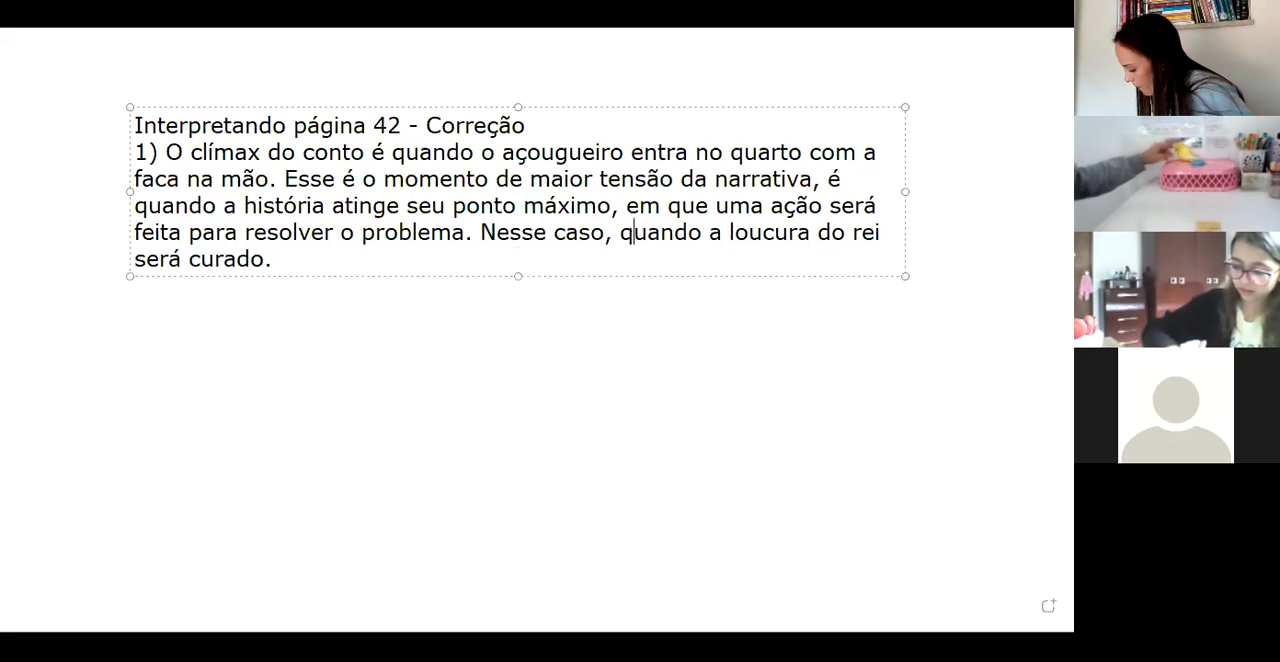 Interpretando página 42 - Correção
1) O clímax do conto é quando o açougueiro entra no quarto com a
faca na mão. Esse é o momento de maior tensão da narrativa, é
quando a história atinge seu ponto máximo, em que uma ação será
feita para resolver o problema. Nesse caso, quando a loucura do rei
será curado.